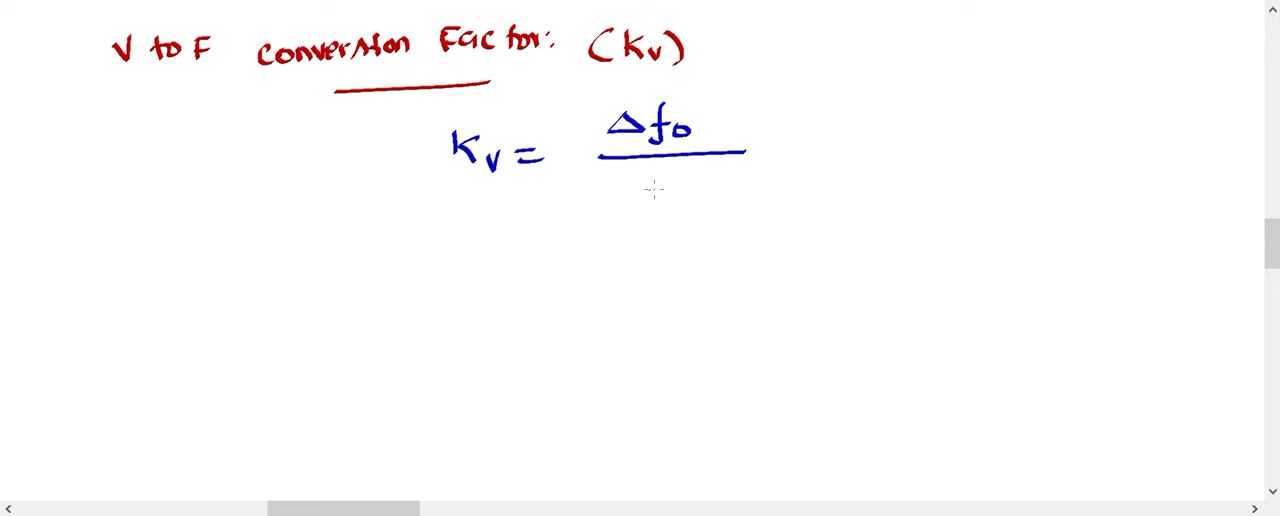 V to F conversion Factor: (Kv)
Kv = Δfo